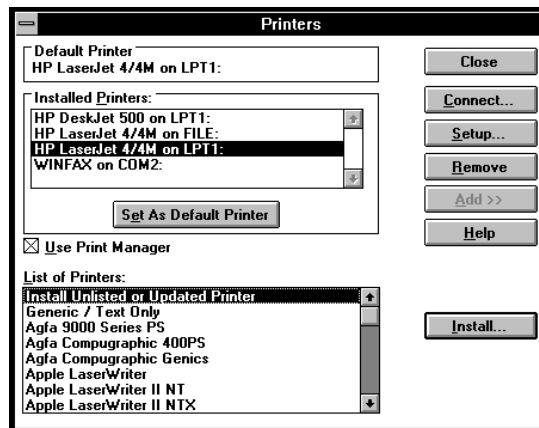 Printers
Default Printer
HP LaserJet 4/4M on LPT1:
Close
Installed Printers:
Connect...
HP DeskJet 500 on LPT1:
HP LaserJet 4/4M on FILE:
HP LaserJet 4/4M on LPT1:
WINFAX on COM2:
Setup...
Remove
Add >>
Set As Default Printer
Help
Use Print Manager
List of Printers:
Install Unlisted or Updated Printer
Generic / Text Only
Agfa 9000 Series PS
Agfa Compugraphic 400PS
Agfa Compugraphic Genics
Apple LaserWriter
Apple LaserWriter II NT
Apple LaserWriter II NTX
Install...